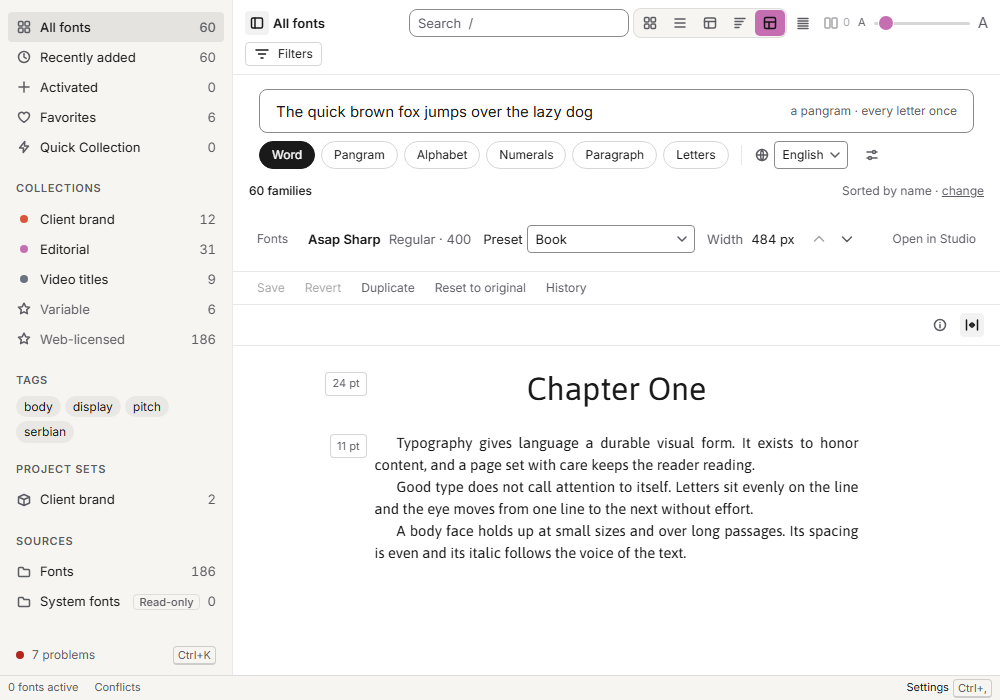 All fonts 60
Recently added 60
Activated 0
Favorites 6
Quick Collection 0
COLLECTIONS
Client brand 12
Editorial 31
Video titles 9
Variable 6
Web-licensed 186
TAGS
body display pitch
serbian
PROJECT SETS
Client brand 2
SOURCES
Fonts 186
System fonts Read-only 0
7 problems Ctrl+K
0 fonts active Conflicts
All fonts Search / 0 A A
Filters
The quick brown fox jumps over the lazy dog a pangram · every letter once
Word Pangram Alphabet Numerals Paragraph Letters English
60 families Sorted by name · change
Fonts Asap Sharp Regular · 400 Preset Book Width 484 px Open in Studio
Save Revert Duplicate Reset to original History
24 pt Chapter One
11 pt Typography gives language a durable visual form. It exists to honor
content, and a page set with care keeps the reader reading.
Good type does not call attention to itself. Letters sit evenly on the line
and the eye moves from one line to the next without effort.
A body face holds up at small sizes and over long passages. Its spacing
is even and its italic follows the voice of the text.
Settings Ctrl+,